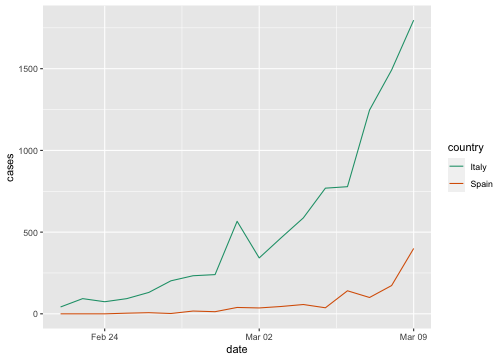 1500
1000
500
0
cases
Feb 24
Mar 02
Mar 09
date
country
Italy
Spain